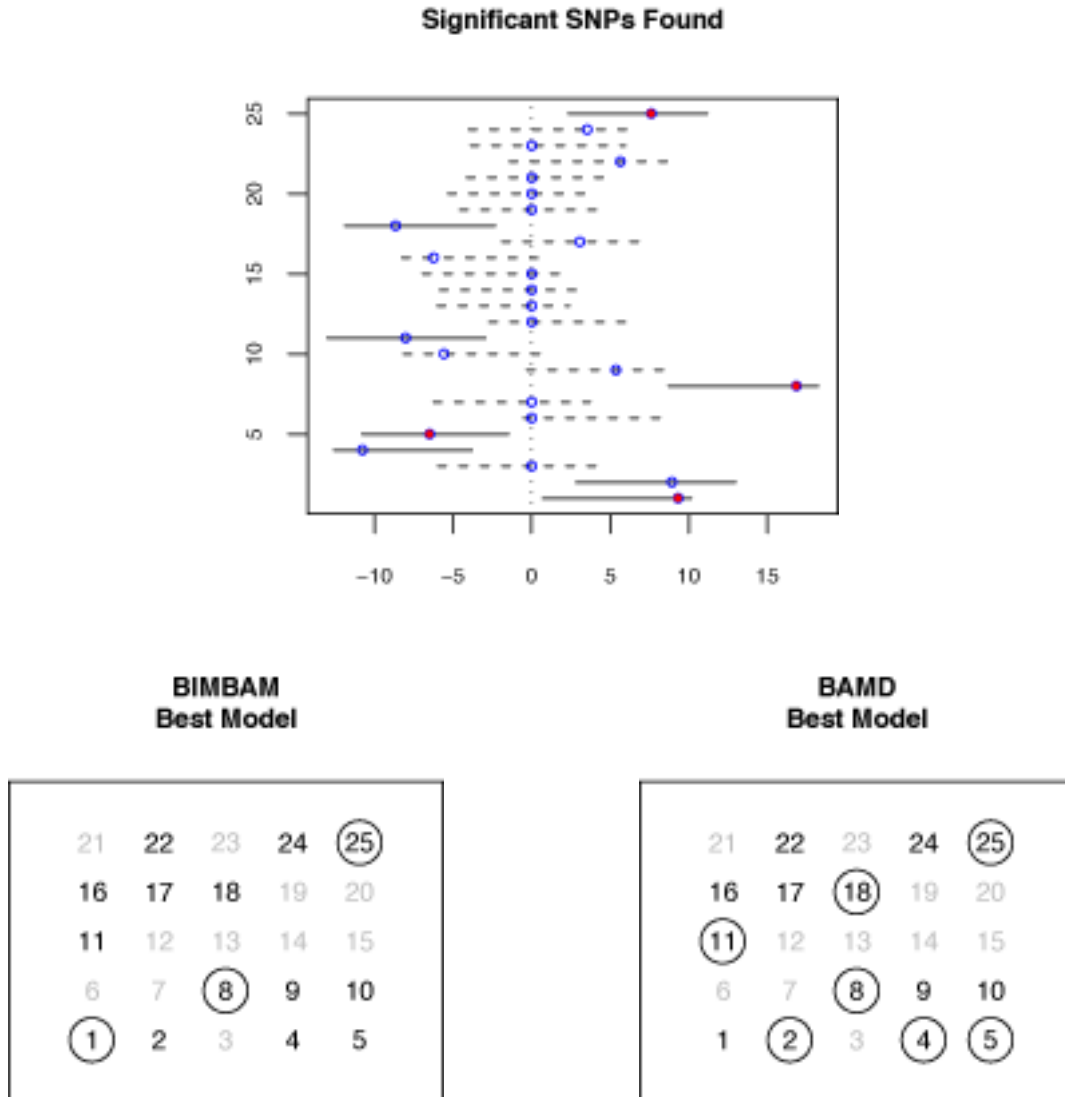 Significant SNPs Found
25
20
15
10
5
−10 −5 0 5 10 15
BIMBAM
Best Model
21 22 23 24 25
16 17 18 19 20
11 12 13 14 15
6 7 8 9 10
1 2 3 4 5
BAMD
Best Model
21 22 23 24 25
16 17 18 19 20
11 12 13 14 15
6 7 8 9 10
1 2 3 4 5